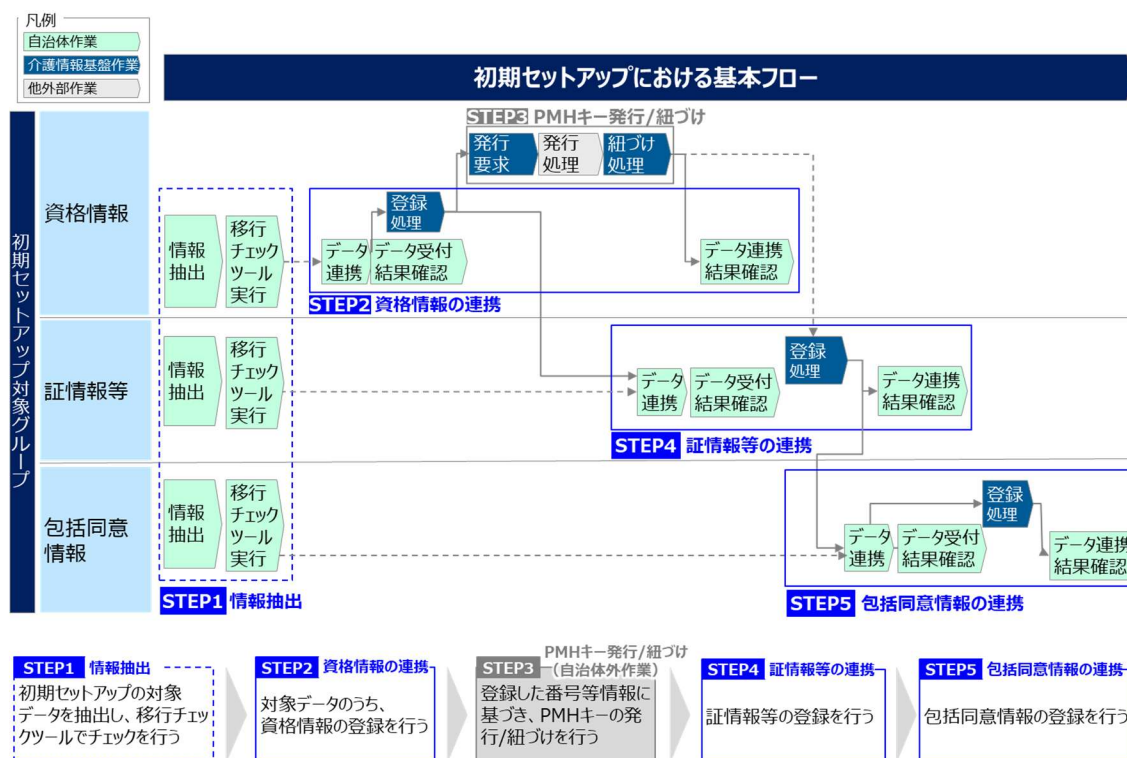 凡例
自治体作業
介護情報基盤作業
他外部作業
初期セットアップにおける基本フロー
初期セットアップ対象グループ
資格情報
STEP3 PMHキー発行/紐づけ
発行
要求
発行
処理
紐づけ
処理
登録
処理
情報
抽出
移行
チェック
ツール
実行
データ
連携
データ受付
結果確認
データ連携
結果確認
STEP2 資格情報の連携
証情報等
情報
抽出
移行
チェック
ツール
実行
登録
処理
データ
連携
データ受付
結果確認
データ連携
結果確認
STEP4 証情報等の連携
包括同意
情報
情報
抽出
移行
チェック
ツール
実行
登録
処理
データ
連携
データ受付
結果確認
データ連携
結果確認
STEP1 情報抽出
STEP5 包括同意情報の連携
STEP1 情報抽出
初期セットアップの対象
データを抽出し、移行チェッ
クツールでチェックを行う
STEP2 資格情報の連携
対象データのうち、
資格情報の登録を行う
STEP3 PMHキー発行/紐づけ
（自治体外作業）
登録した番号等情報に
基づき、PMHキーの発
行/紐づけを行う
STEP4 証情報等の連携
証情報等の登録を行う
STEP5 包括同意情報の連携
包括同意情報の登録を行う